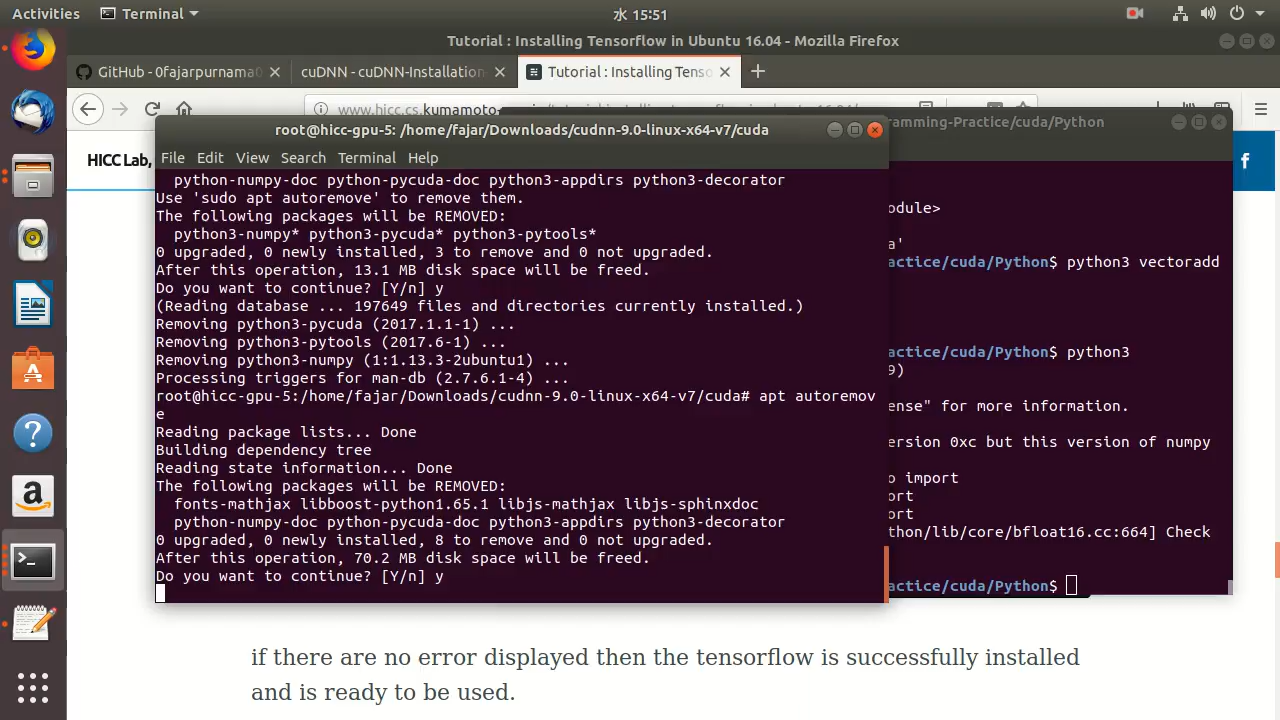 Activities
Terminal
水 15:51
Tutorial : Installing Tensorflow in Ubuntu 16.04 - Mozilla Firefox
GitHub - 0fajarpurnama0
cuDNN - cuDNN-Installation-
Tutorial : Installing Tenso
www.hicc.cs.kumamoto-
HICC Lab,
root@hicc-gpu-5: /home/fajar/Downloads/cudnn-9.0-linux-x64-v7/cuda
File Edit View Search Terminal Help
python-numpy-doc python-pycuda-doc python3-appdirs python3-decorator
Use 'sudo apt autoremove' to remove them.
The following packages will be REMOVED:
python3-numpy* python3-pycuda* python3-pytools*
0 upgraded, 0 newly installed, 3 to remove and 0 not upgraded.
After this operation, 13.1 MB disk space will be freed.
Do you want to continue? [Y/n] y
(Reading database ... 197649 files and directories currently installed.)
Removing python3-pycuda (2017.1.1-1) ...
Removing python3-pytools (2017.6-1) ...
Removing python3-numpy (1:1.13.3-2ubuntu1) ...
Processing triggers for man-db (2.7.6.1-4) ...
root@hicc-gpu-5:/home/fajar/Downloads/cudnn-9.0-linux-x64-v7/cuda# apt autoremov
e
Reading package lists... Done
Building dependency tree
Reading state information... Done
The following packages will be REMOVED:
fonts-mathjax libboost-python1.65.1 libjs-mathjax libjs-sphinxdoc
python-numpy-doc python-pycuda-doc python3-appdirs python3-decorator
0 upgraded, 0 newly installed, 8 to remove and 0 not upgraded.
After this operation, 70.2 MB disk space will be freed.
Do you want to continue? [Y/n] y
ramming-Practice/cuda/Python
odule>
a'
actice/cuda/Python$ python3 vectoradd
actice/cuda/Python$ python3
9)
ense" for more information.
ersion 0xc but this version of numpy
o import
ort
ort
thon/lib/core/bfloat16.cc:664] Check
actice/cuda/Python$
if there are no error displayed then the tensorflow is successfully installed
and is ready to be used.